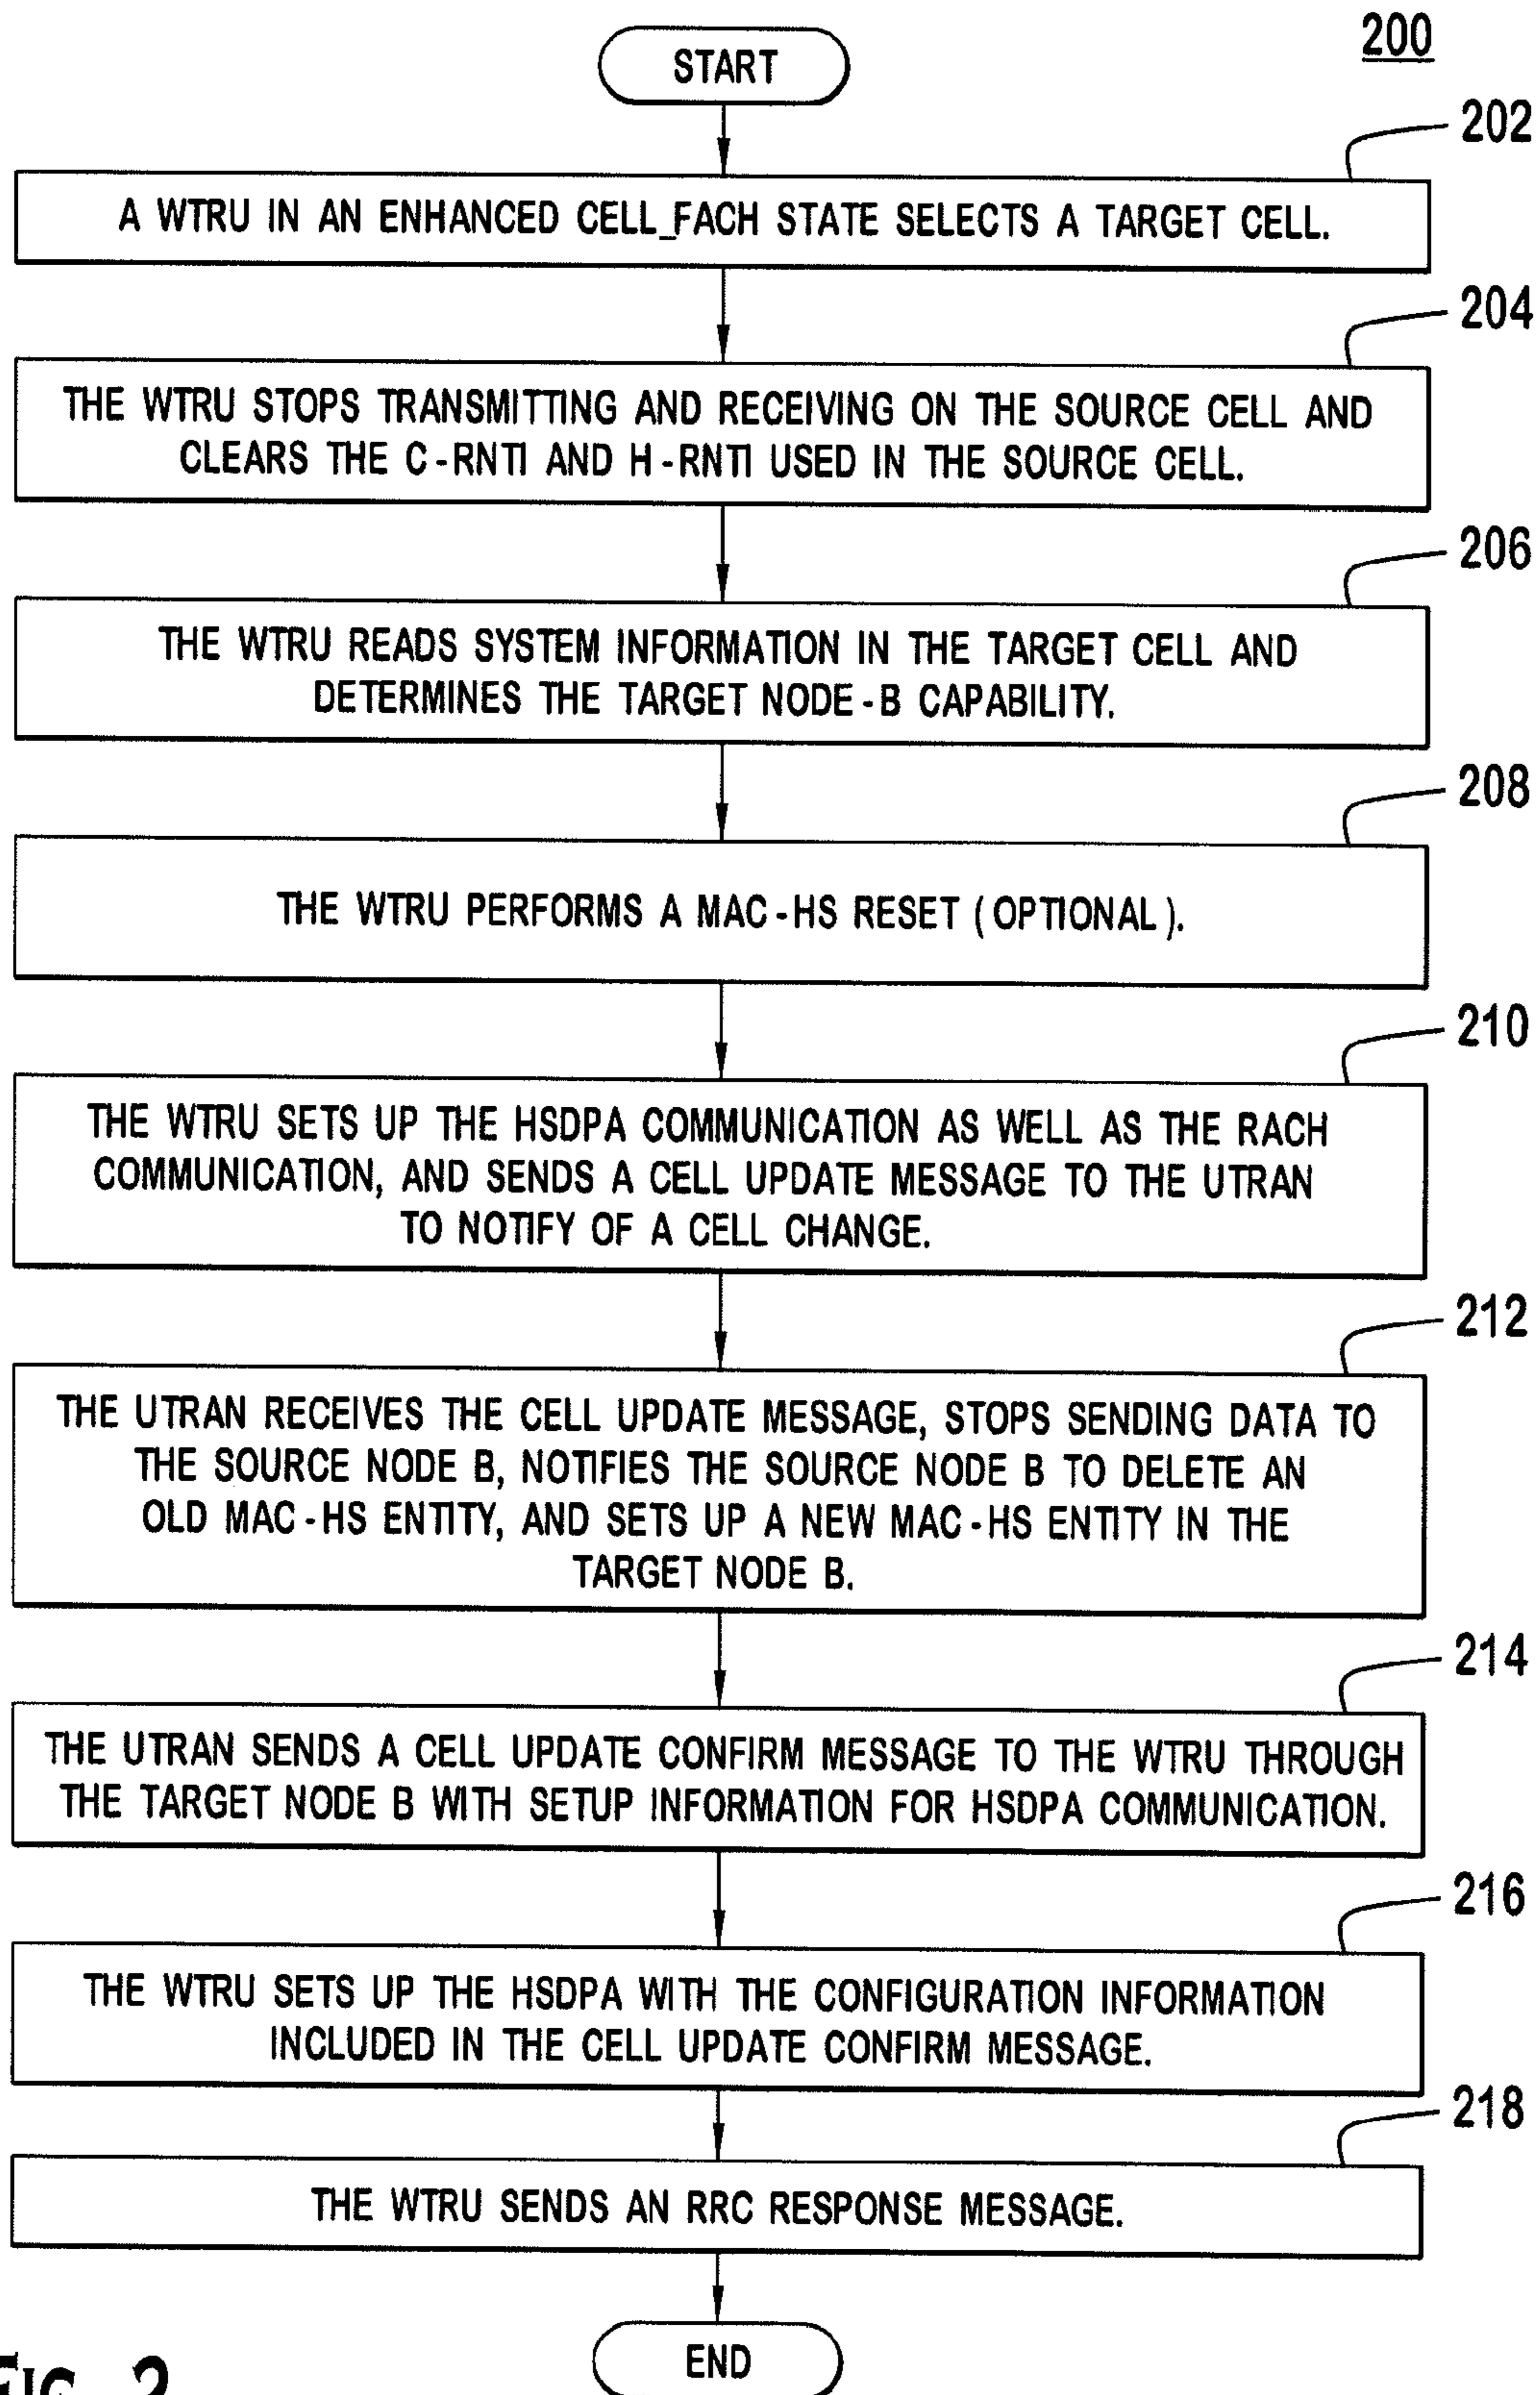 200
START
202
A WTRU IN AN ENHANCED CELL_FACH STATE SELECTS A TARGET CELL.
204
THE WTRU STOPS TRANSMITTING AND RECEIVING ON THE SOURCE CELL AND
CLEARS THE C-RNTI AND H-RNTI USED IN THE SOURCE CELL.
206
THE WTRU READS SYSTEM INFORMATION IN THE TARGET CELL AND
DETERMINES THE TARGET NODE-B CAPABILITY.
208
THE WTRU PERFORMS A MAC-HS RESET (OPTIONAL).
210
THE WTRU SETS UP THE HSDPA COMMUNICATION AS WELL AS THE RACH
COMMUNICATION, AND SENDS A CELL UPDATE MESSAGE TO THE UTRAN
TO NOTIFY OF A CELL CHANGE.
212
THE UTRAN RECEIVES THE CELL UPDATE MESSAGE, STOPS SENDING DATA TO
THE SOURCE NODE B, NOTIFIES THE SOURCE NODE B TO DELETE AN
OLD MAC-HS ENTITY, AND SETS UP A NEW MAC-HS ENTITY IN THE
TARGET NODE B.
214
THE UTRAN SENDS A CELL UPDATE CONFIRM MESSAGE TO THE WTRU THROUGH
THE TARGET NODE B WITH SETUP INFORMATION FOR HSDPA COMMUNICATION.
216
THE WTRU SETS UP THE HSDPA WITH THE CONFIGURATION INFORMATION
INCLUDED IN THE CELL UPDATE CONFIRM MESSAGE.
218
THE WTRU SENDS AN RRC RESPONSE MESSAGE.
END